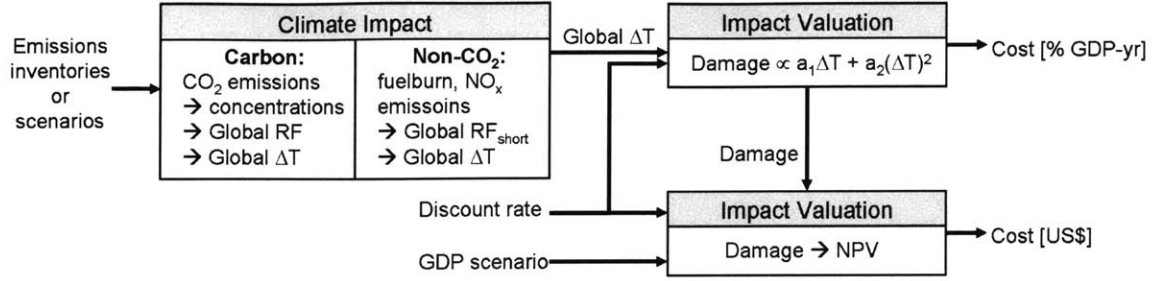 Emissions
inventories
or
scenarios
Climate Impact
Carbon:
CO₂ emissions
→ concentrations
→ Global RF
→ Global ΔT
Non-CO₂:
fuelburn, NOₓ
emissoins
→ Global RFshort
→ Global ΔT
Global ΔT
Impact Valuation
Damage ∝ a₁ΔT + a₂(ΔT)²
Cost [% GDP-yr]
Damage
Discount rate
GDP scenario
Impact Valuation
Damage → NPV
Cost [US$]